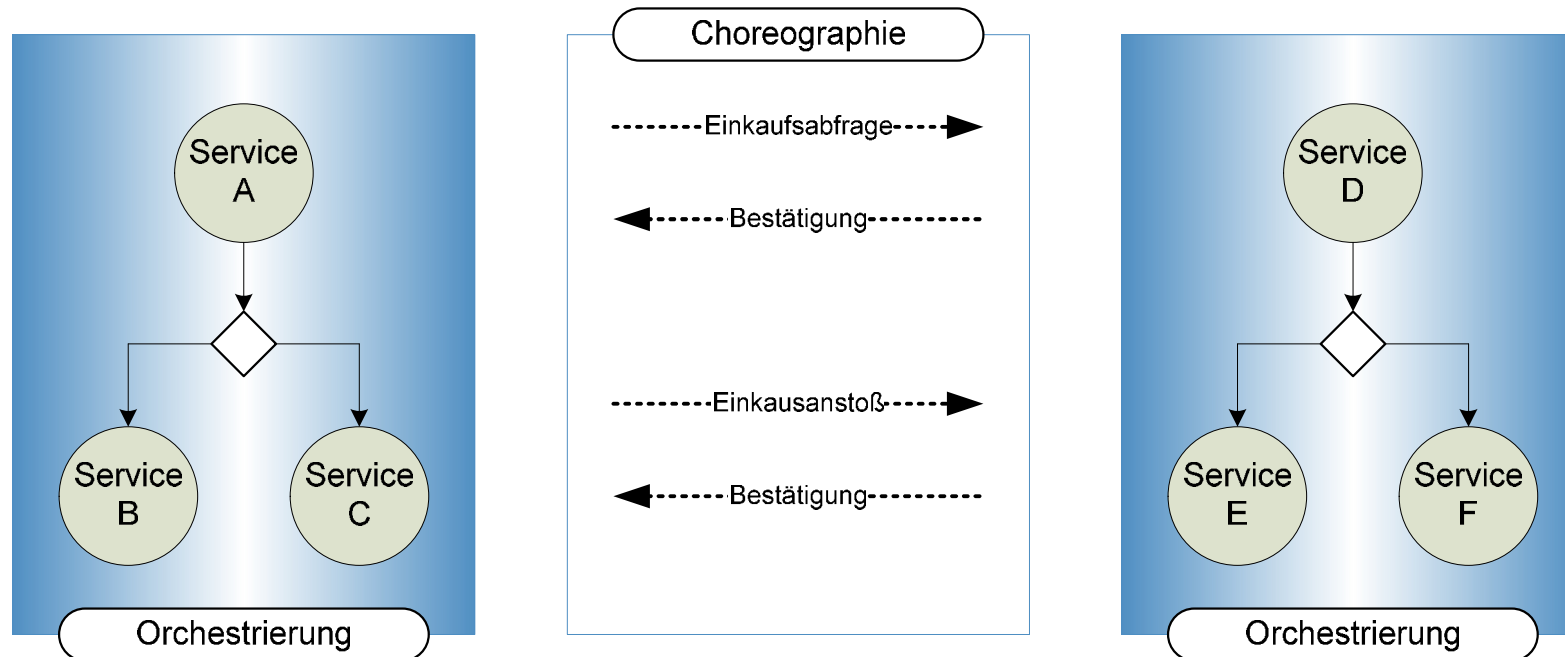 Choreographie
Service
A
Service
B
Service
C
Orchestrierung
Einkaufsabfrage
Bestätigung
Einkausanstoß
Bestätigung
Service
D
Service
E
Service
F
Orchestrierung